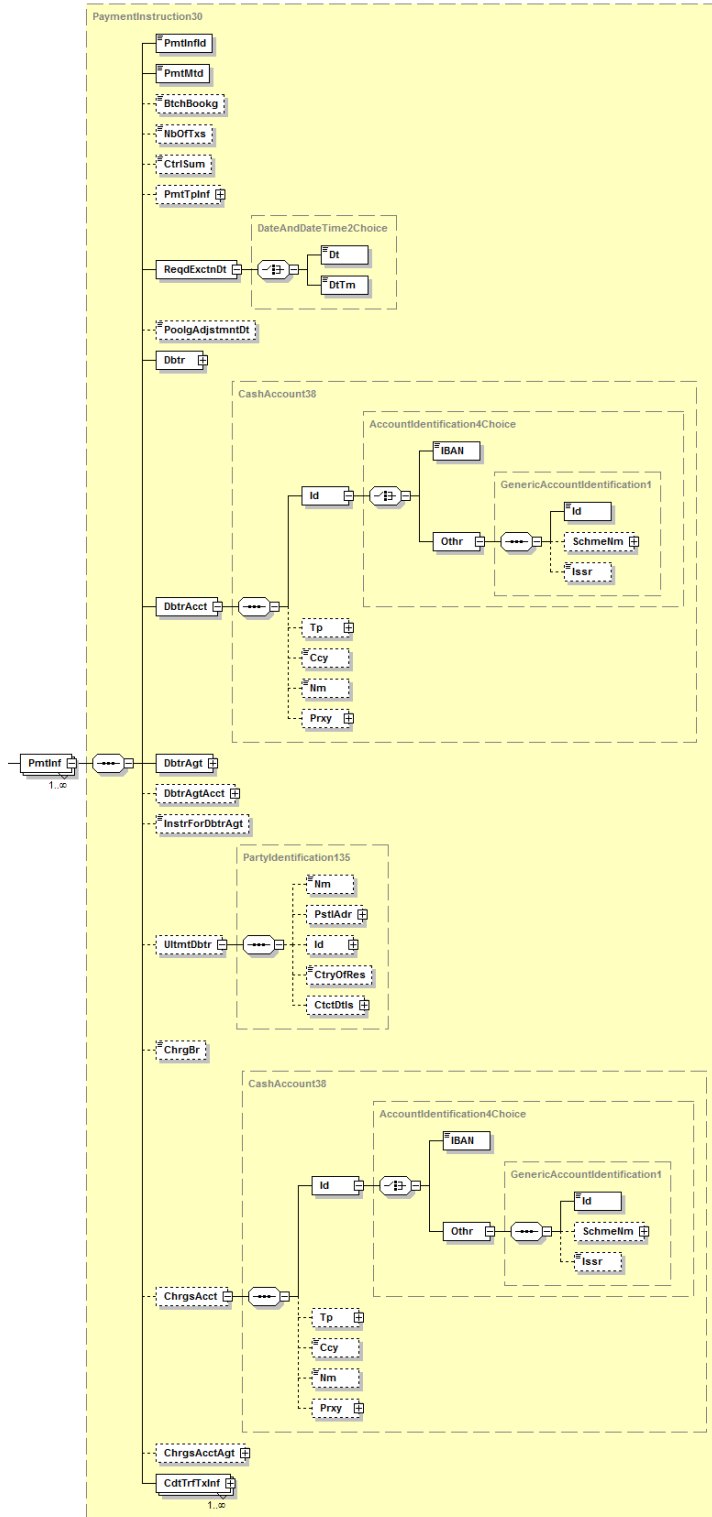 PaymentInstruction30
PmtInfId
PmtMtd
BtchBookg
NbOfTxs
CtrlSum
PmtTpInf
DateAndDateTime2Choice
Dt
ReqdExctnDt
DtTm
PoolgAdjstmntDt
Dbtr
CashAccount38
AccountIdentification4Choice
IBAN
GenericAccountIdentification1
Id
Id
Othr
SchmeNm
Issr
DbtrAcct
Tp
Ccy
Nm
Prxy
PmtInf
1..∞
DbtrAgt
DbtrAgtAcct
InstrForDbtrAgt
PartyIdentification135
Nm
PstlAdr
UltmtDbtr
Id
CtryOfRes
CtctDtls
ChrgBr
CashAccount38
AccountIdentification4Choice
IBAN
GenericAccountIdentification1
Id
Id
Othr
SchmeNm
Issr
ChrgsAcct
Tp
Ccy
Nm
Prxy
ChrgsAcctAgt
CdtTrfTxInf
1..∞